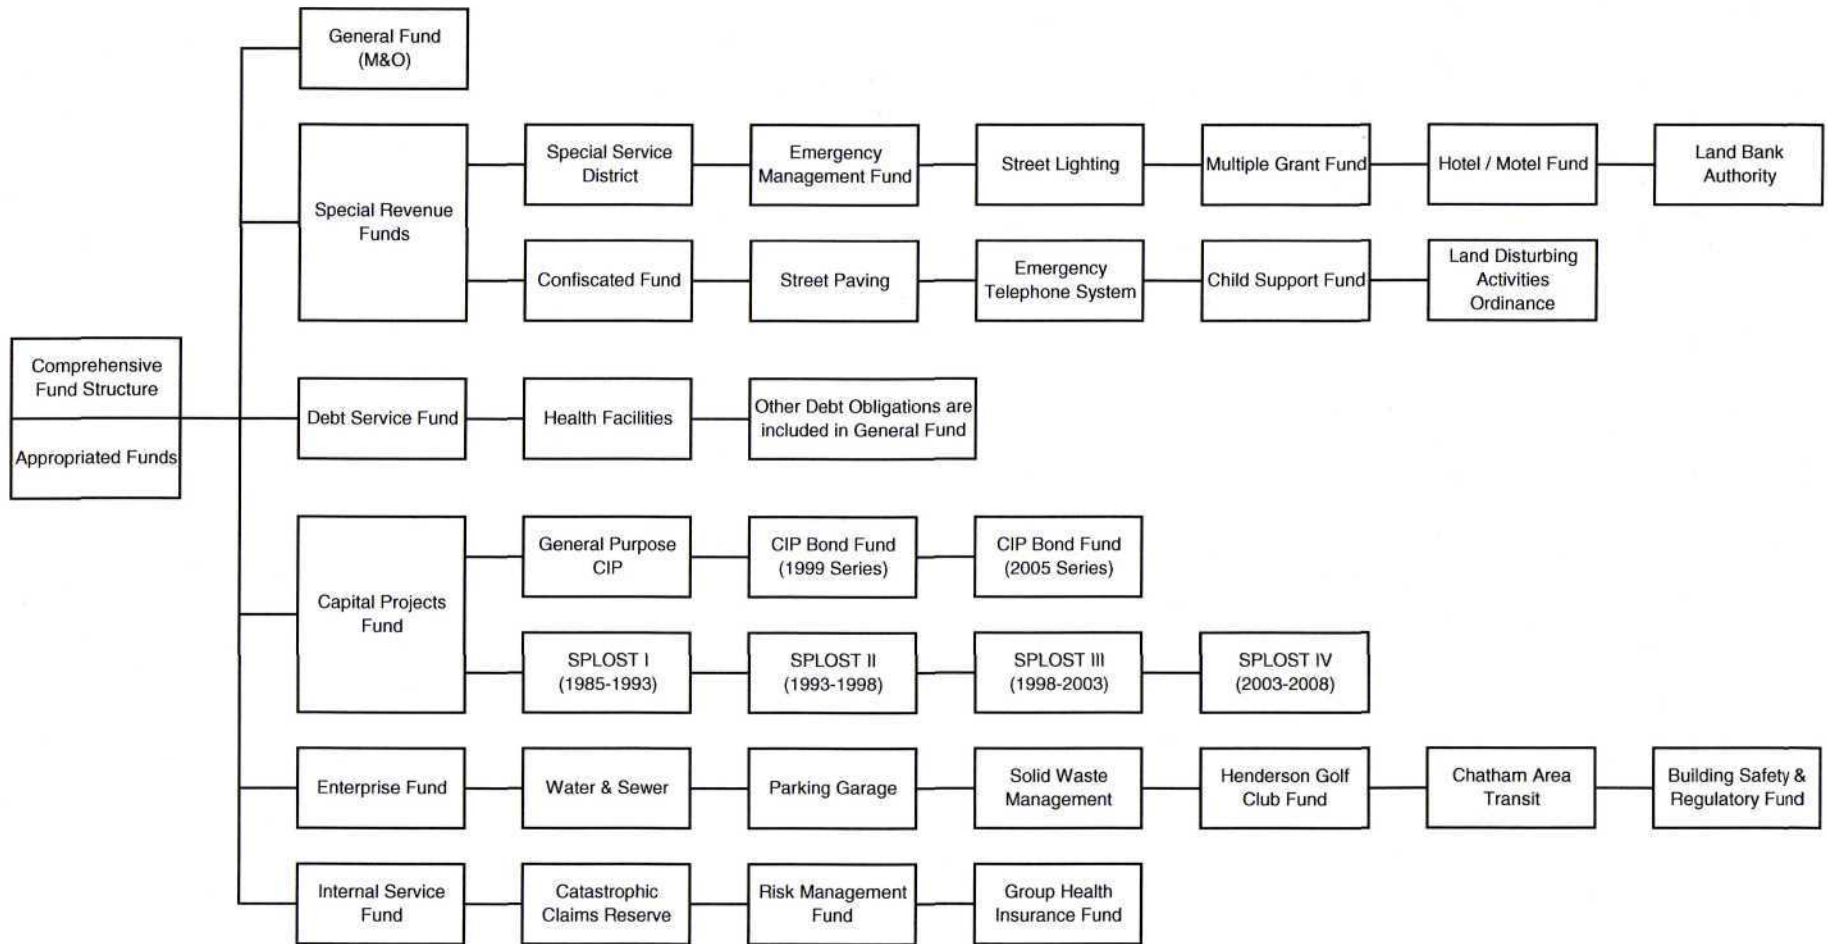 General Fund
(M&O)
Special Revenue
Funds
Special Service
District
Emergency
Management Fund
Street Lighting
Multiple Grant Fund
Hotel / Motel Fund
Land Bank
Authority
Confiscated Fund
Street Paving
Emergency
Telephone System
Child Support Fund
Land Disturbing
Activities
Ordinance
Comprehensive
Fund Structure
Appropriated Funds
Debt Service Fund
Health Facilities
Other Debt Obligations are
included in General Fund
Capital Projects
Fund
General Purpose
CIP
CIP Bond Fund
(1999 Series)
CIP Bond Fund
(2005 Series)
SPLOST I
(1985-1993)
SPLOST II
(1993-1998)
SPLOST III
(1998-2003)
SPLOST IV
(2003-2008)
Enterprise Fund
Water & Sewer
Parking Garage
Solid Waste
Management
Henderson Golf
Club Fund
Chatham Area
Transit
Building Safety &
Regulatory Fund
Internal Service
Fund
Catastrophic
Claims Reserve
Risk Management
Fund
Group Health
Insurance Fund